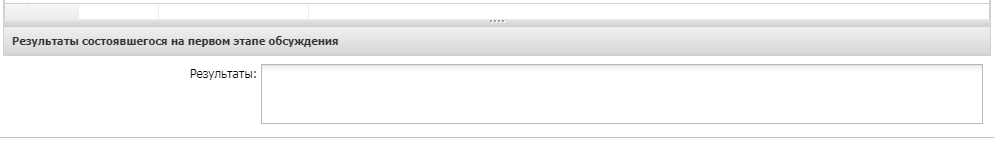 Результаты состоявшегося на первом этапе обсуждения
Результаты: